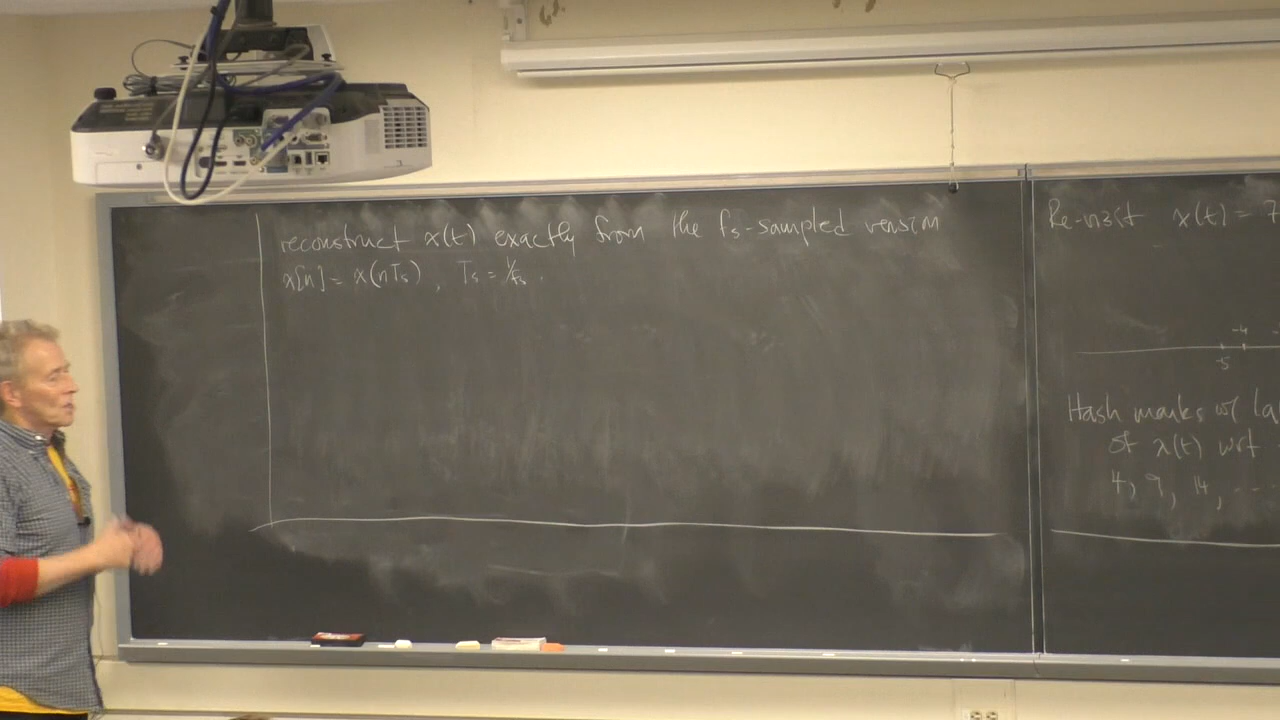 reconstruct x(t) exactly from the fs-sampled version
x[n] = x(nTs), Ts = 1/fs.
Re-visit x(t) = 7
-4
-5
Hash marks w/ la
of x(t) wrt
4, 9, 14, ---